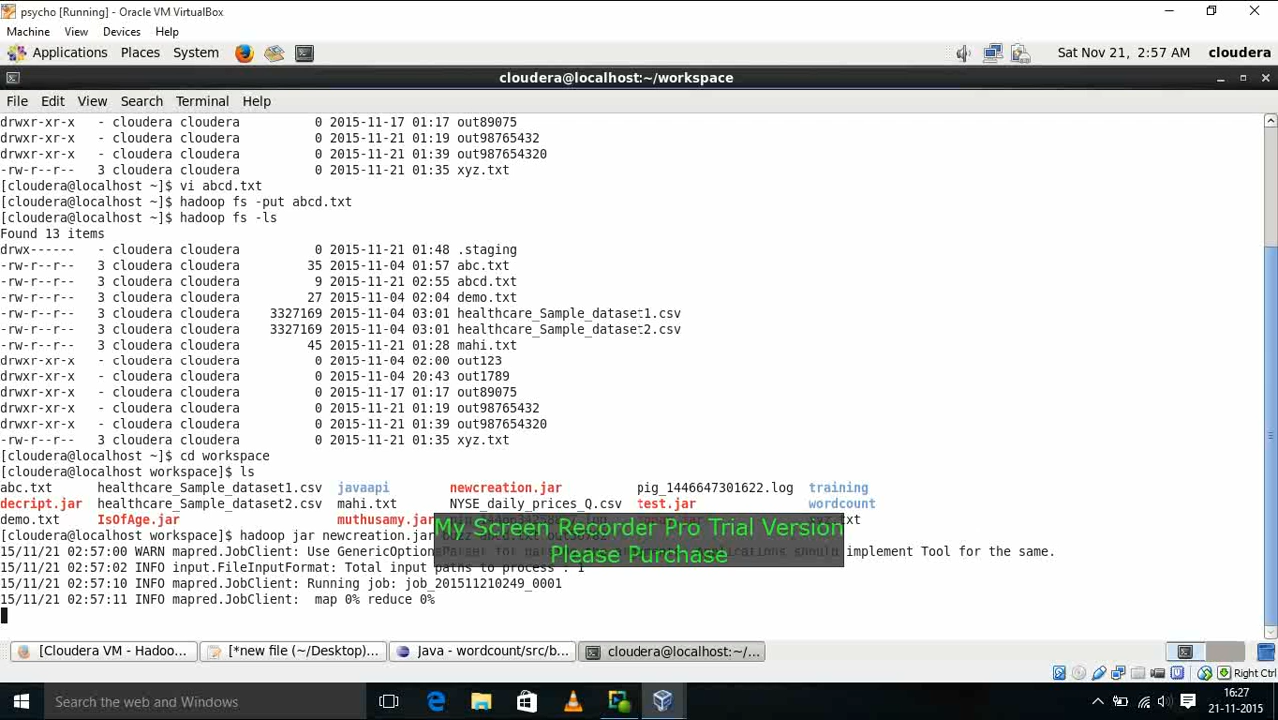 psycho [Running] - Oracle VM VirtualBox
Machine View Devices Help
Applications Places System Sat Nov 21, 2:57 AM cloudera
cloudera@localhost:~/workspace
File Edit View Search Terminal Help
drwxr-xr-x - cloudera cloudera 0 2015-11-17 01:17 out89075
drwxr-xr-x - cloudera cloudera 0 2015-11-21 01:19 out98765432
drwxr-xr-x - cloudera cloudera 0 2015-11-21 01:39 out987654320
-rw-r--r-- 3 cloudera cloudera 0 2015-11-21 01:35 xyz.txt
[cloudera@localhost ~]$ vi abcd.txt
[cloudera@localhost ~]$ hadoop fs -put abcd.txt
[cloudera@localhost ~]$ hadoop fs -ls
Found 13 items
drwx------ - cloudera cloudera 0 2015-11-21 01:48 .staging
-rw-r--r-- 3 cloudera cloudera 35 2015-11-04 01:57 abc.txt
-rw-r--r-- 3 cloudera cloudera 9 2015-11-21 02:55 abcd.txt
-rw-r--r-- 3 cloudera cloudera 27 2015-11-04 02:04 demo.txt
-rw-r--r-- 3 cloudera cloudera 3327169 2015-11-04 03:01 healthcare_Sample_dataset1.csv
-rw-r--r-- 3 cloudera cloudera 3327169 2015-11-04 03:01 healthcare_Sample_dataset2.csv
-rw-r--r-- 3 cloudera cloudera 45 2015-11-21 01:28 mahi.txt
drwxr-xr-x - cloudera cloudera 0 2015-11-04 02:00 out123
drwxr-xr-x - cloudera cloudera 0 2015-11-04 20:43 out1789
drwxr-xr-x - cloudera cloudera 0 2015-11-17 01:17 out89075
drwxr-xr-x - cloudera cloudera 0 2015-11-21 01:19 out98765432
drwxr-xr-x - cloudera cloudera 0 2015-11-21 01:39 out987654320
-rw-r--r-- 3 cloudera cloudera 0 2015-11-21 01:35 xyz.txt
[cloudera@localhost ~]$ cd workspace
[cloudera@localhost workspace]$ ls
abc.txt healthcare_Sample_dataset1.csv javaapi newcreation.jar pig_1446647301622.log training
decript.jar healthcare_Sample_dataset2.csv mahi.txt NYSE_daily_prices_Q.csv test.jar wordcount
demo.txt IsOfAge.jar muthusamy.jar
My Screen Recorder Pro Trial Version
Please Purchase
[cloudera@localhost workspace]$ hadoop jar newcreation.jar
15/11/21 02:57:00 WARN mapred.JobClient: Use GenericOptionsParser for implement Tool for the same.
15/11/21 02:57:02 INFO input.FileInputFormat: Total input paths to process : 1
15/11/21 02:57:10 INFO mapred.JobClient: Running job: job_201511210249_0001
15/11/21 02:57:11 INFO mapred.JobClient: map 0% reduce 0%
[Cloudera VM - Hadoo... [*new file (~/Desktop)... Java - wordcount/src/b... cloudera@localhost:~/...
Right Ctrl
Search the web and Windows
16:27
21-11-2015